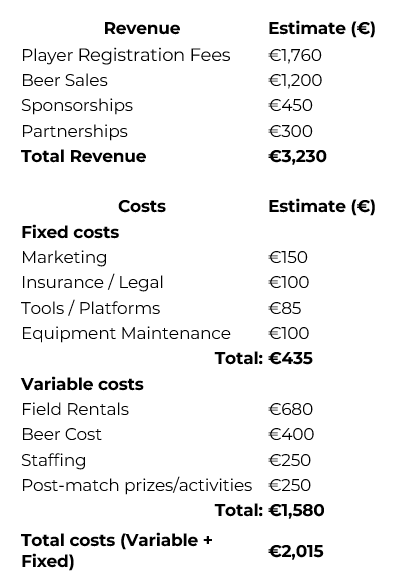 Revenue Estimate (€)
Player Registration Fees €1,760
Beer Sales €1,200
Sponsorships €450
Partnerships €300
Total Revenue €3,230
Costs Estimate (€)
Fixed costs
Marketing €150
Insurance / Legal €100
Tools / Platforms €85
Equipment Maintenance €100
Total: €435
Variable costs
Field Rentals €680
Beer Cost €400
Staffing €250
Post-match prizes/activities €250
Total: €1,580
Total costs (Variable +
Fixed) €2,015